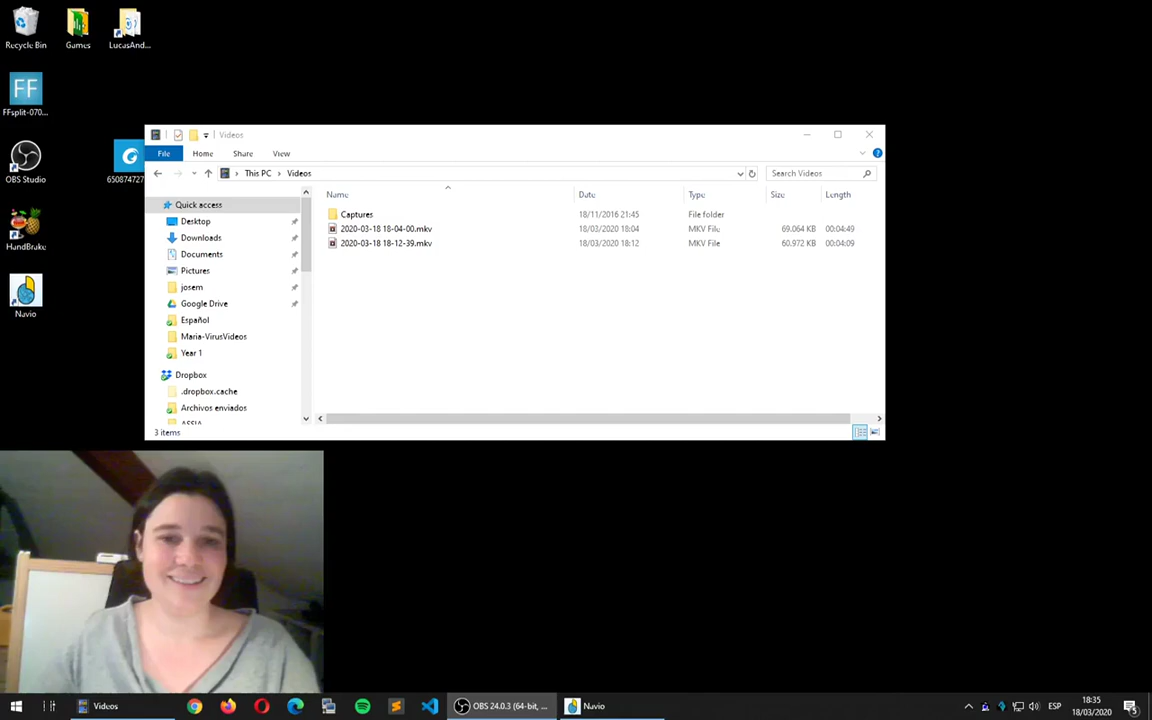 Recycle Bin
Games
LucasAnd...
FF
FFsplit-070...
OBS Studio
650874727
HandBrake
Navio
Videos
File
Home
Share
View
This PC
Videos
Search Videos
Quick access
Desktop
Downloads
Documents
Pictures
josem
Google Drive
Español
Maria-VirusVideos
Year 1
Dropbox
.dropbox.cache
Archivos enviados
ASSIA
Name
Date
Type
Size
Length
Captures
18/11/2016 21:45
File folder
2020-03-18 18-04-00.mkv
18/03/2020 18:04
MKV File
69.064 KB
00:04:49
2020-03-18 18-12-39.mkv
18/03/2020 18:12
MKV File
60.972 KB
00:04:09
3 items
Videos
OBS 24.0.3 (64-bit, ...
Navio
ESP
18:35
18/03/2020
5